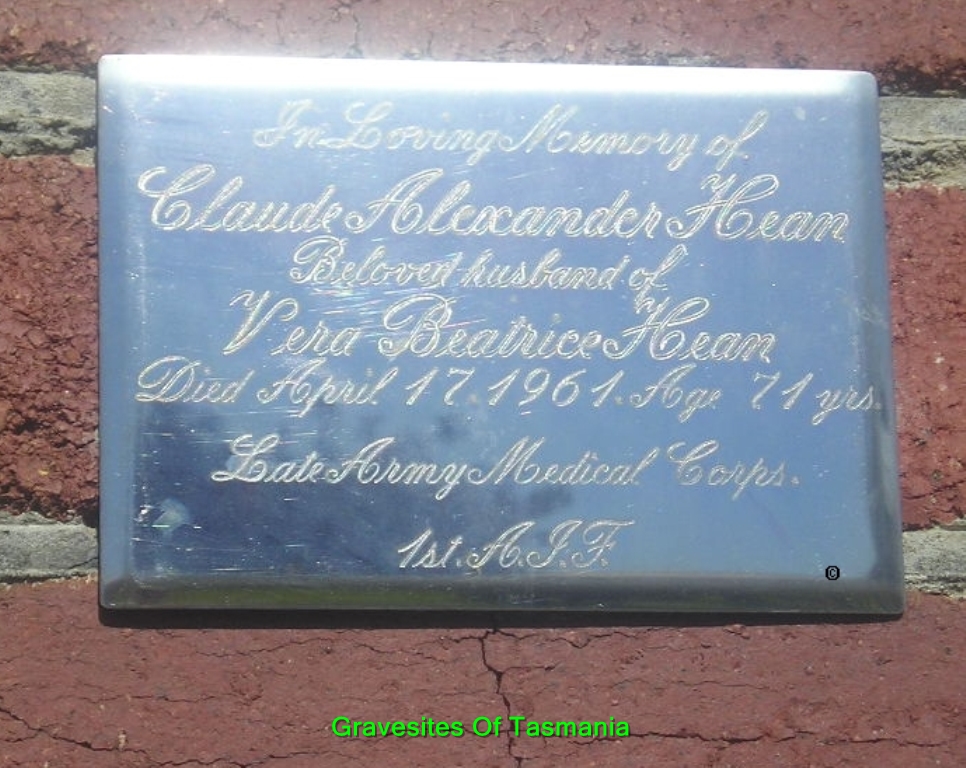 In Loving Memory of
Claude Alexander Hean
Beloved husband of
Vera Beatrice Hean
Died April 17.1961. Age 71 yrs.
Late Army Medical Corps.
1st. A.I.F.
©
Gravesites Of Tasmania